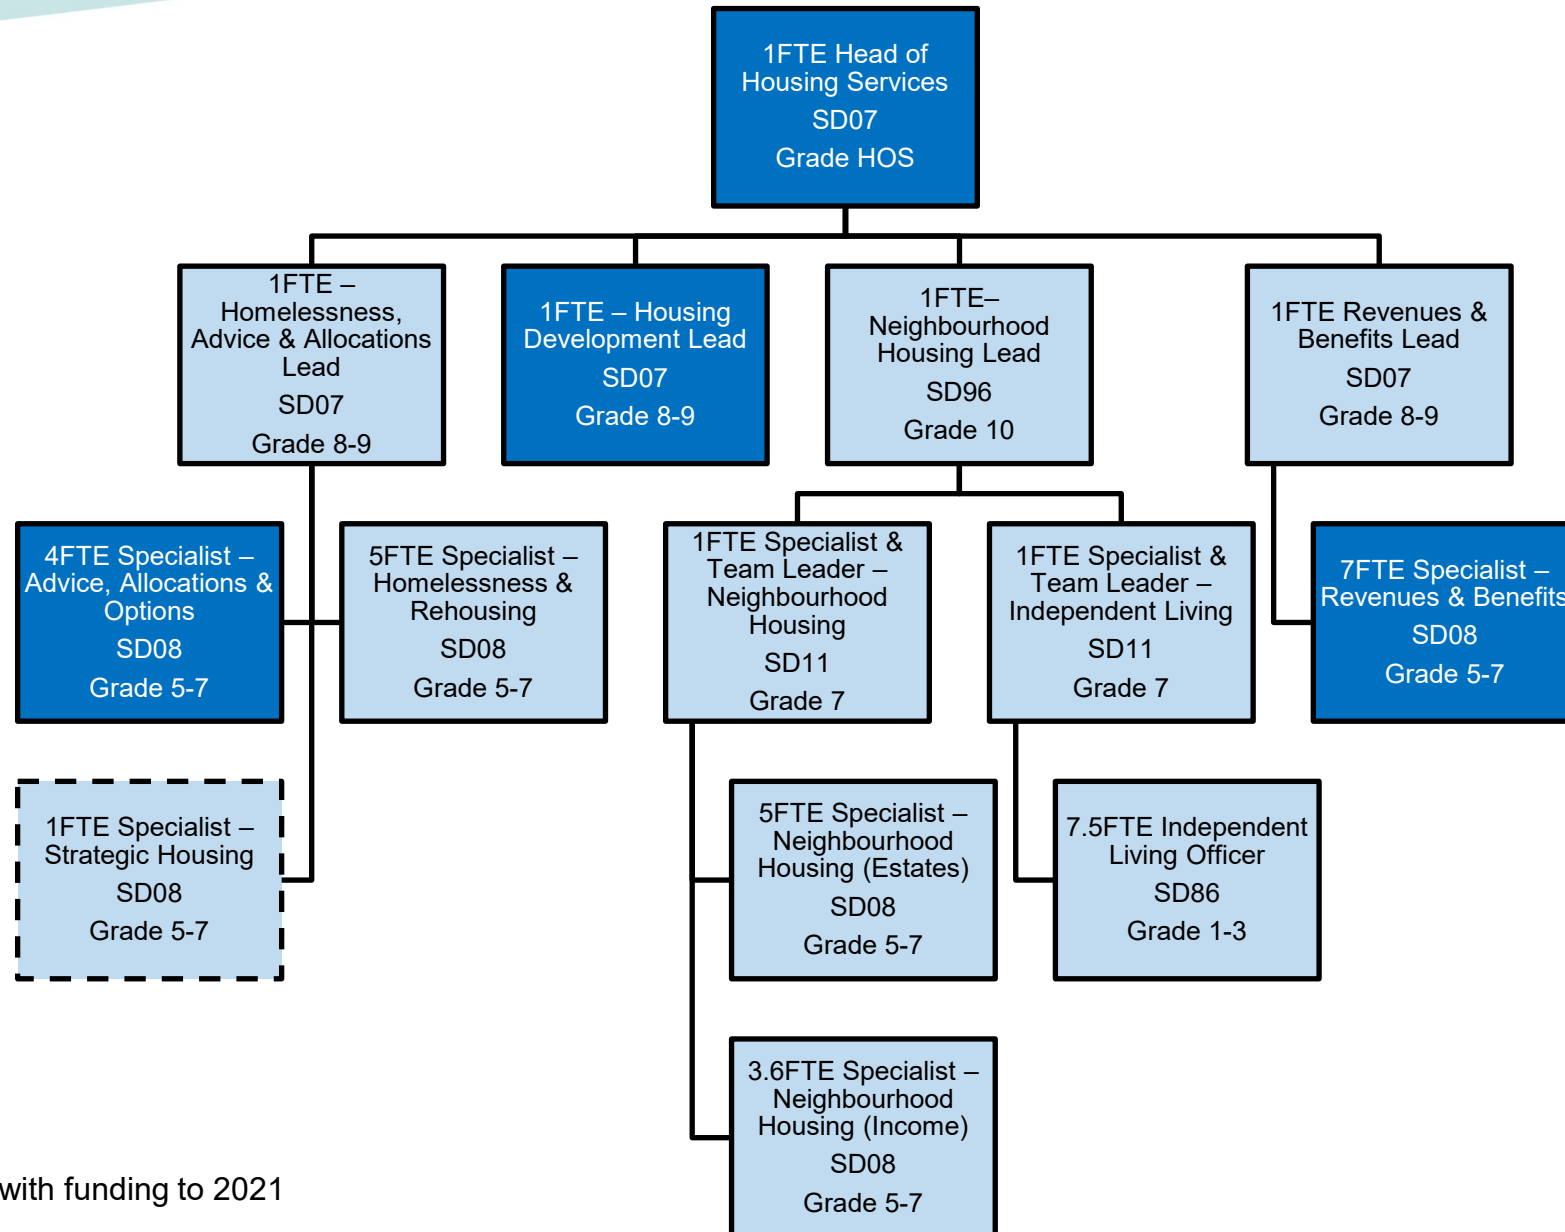 1FTE Head of
Housing Services
SD07
Grade HOS
1FTE –
Homelessness,
Advice & Allocations
Lead
SD07
Grade 8-9
1FTE – Housing
Development Lead
SD07
Grade 8-9
1FTE–
Neighbourhood
Housing Lead
SD96
Grade 10
1FTE Revenues &
Benefits Lead
SD07
Grade 8-9
4FTE Specialist –
Advice, Allocations &
Options
SD08
Grade 5-7
5FTE Specialist –
Homelessness &
Rehousing
SD08
Grade 5-7
1FTE Specialist &
Team Leader –
Neighbourhood
Housing
SD11
Grade 7
1FTE Specialist &
Team Leader –
Independent Living
SD11
Grade 7
7FTE Specialist –
Revenues & Benefits
SD08
Grade 5-7
1FTE Specialist –
Strategic Housing
SD08
Grade 5-7
5FTE Specialist –
Neighbourhood
Housing (Estates)
SD08
Grade 5-7
7.5FTE Independent
Living Officer
SD86
Grade 1-3
3.6FTE Specialist –
Neighbourhood
Housing (Income)
SD08
Grade 5-7
with funding to 2021